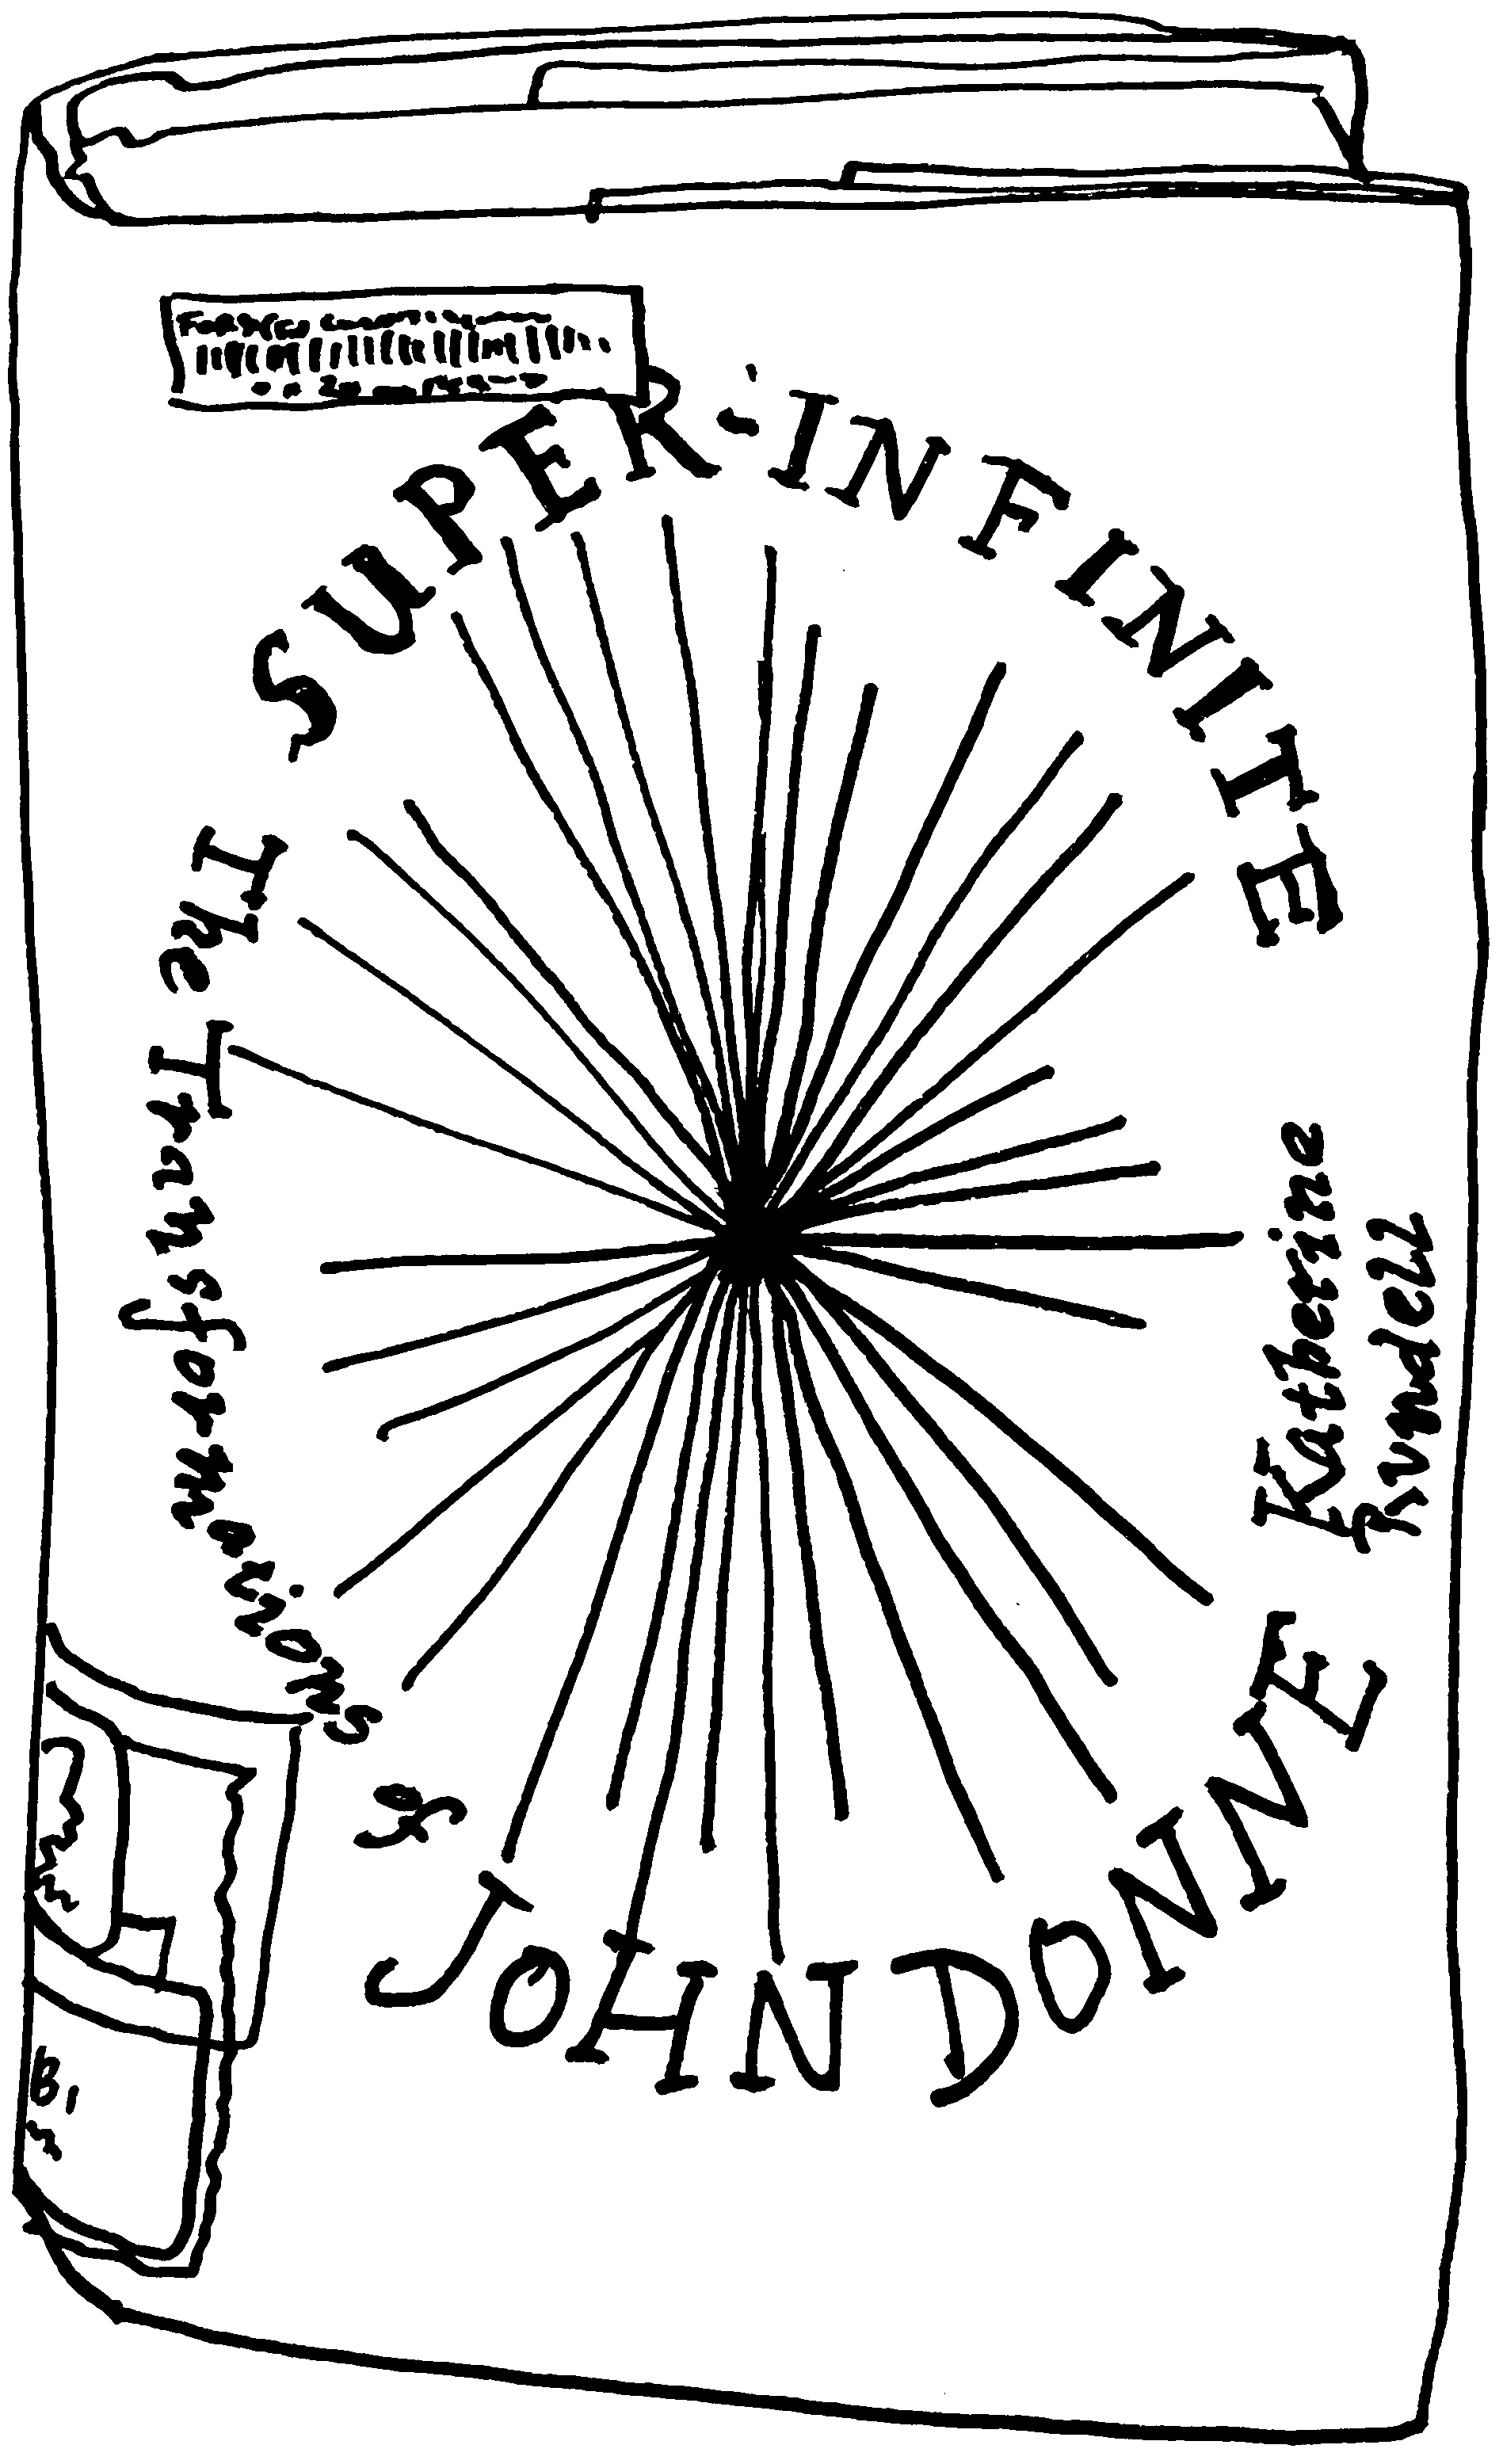 SUPER-INFINITE
The Transformations
of
JOHN DONNE
Katherine
Rundell
B.